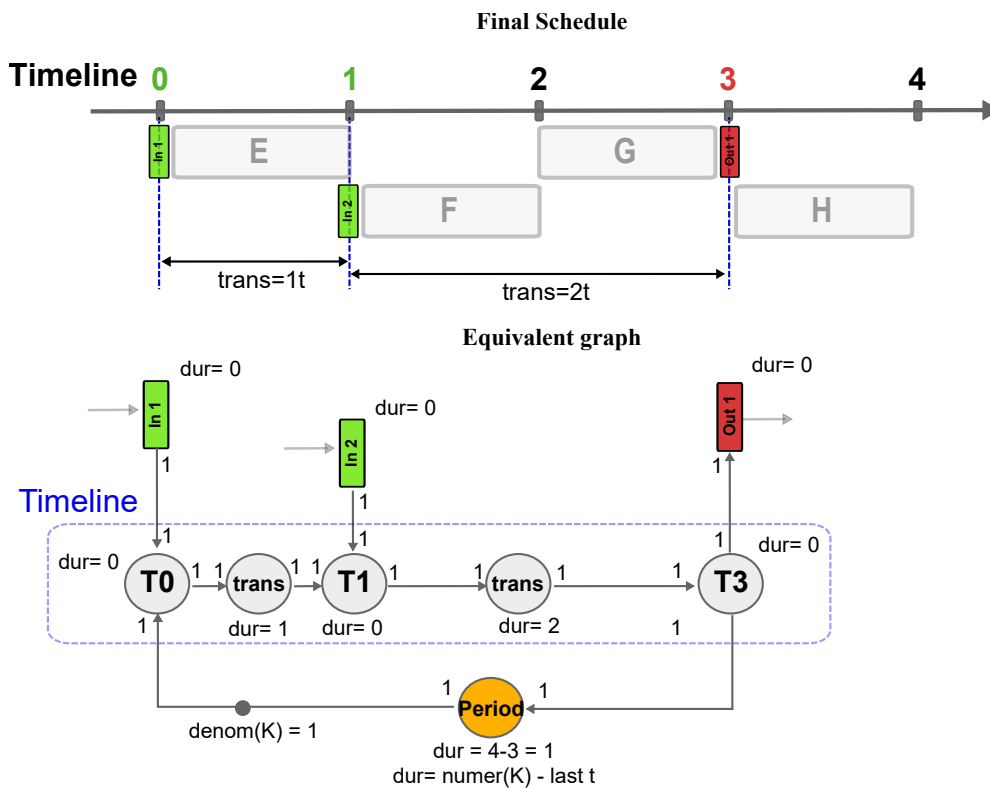 Final Schedule
Timeline 0 1 2 3 4
In 1 E G Out 1
In 2 F H
trans=1t
trans=2t
Equivalent graph
dur= 0
dur= 0
dur= 0
In 1
In 2
Out 1
1
1
1
Timeline
1
1
1
dur= 0
dur= 0
T0 1 1 trans 1 1 T1 1 1 trans 1 1 T3
1 dur= 1 dur= 0 dur= 2 1
1 Period 1
denom(K) = 1
dur = 4-3 = 1
dur= numer(K) - last t